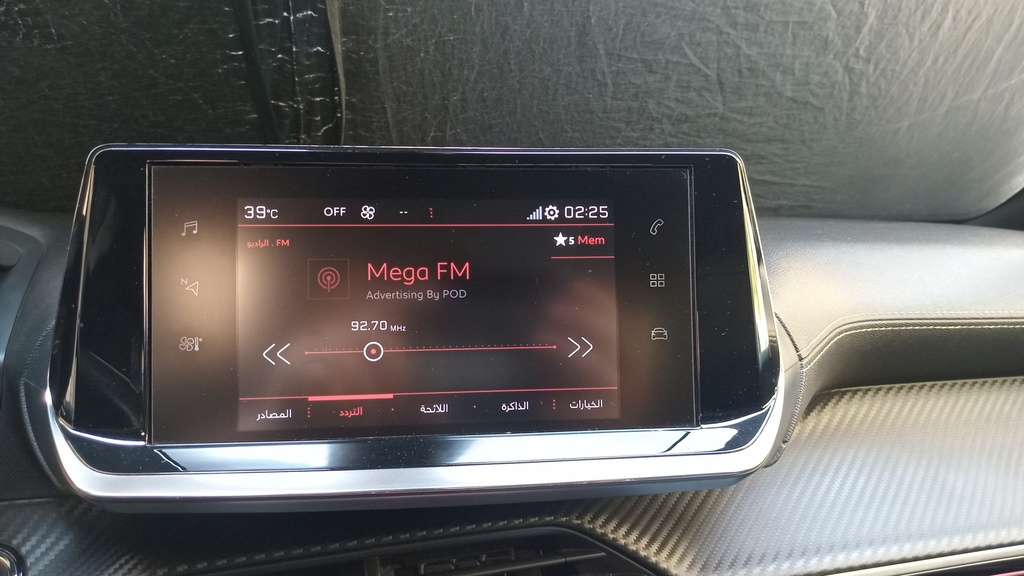 39°C OFF -- 02:25
الراديو . FM
5 Mem
Mega FM
Advertising By POD
92.70 MHz
المصادر التردد اللائحة الذاكرة الخيارات
N